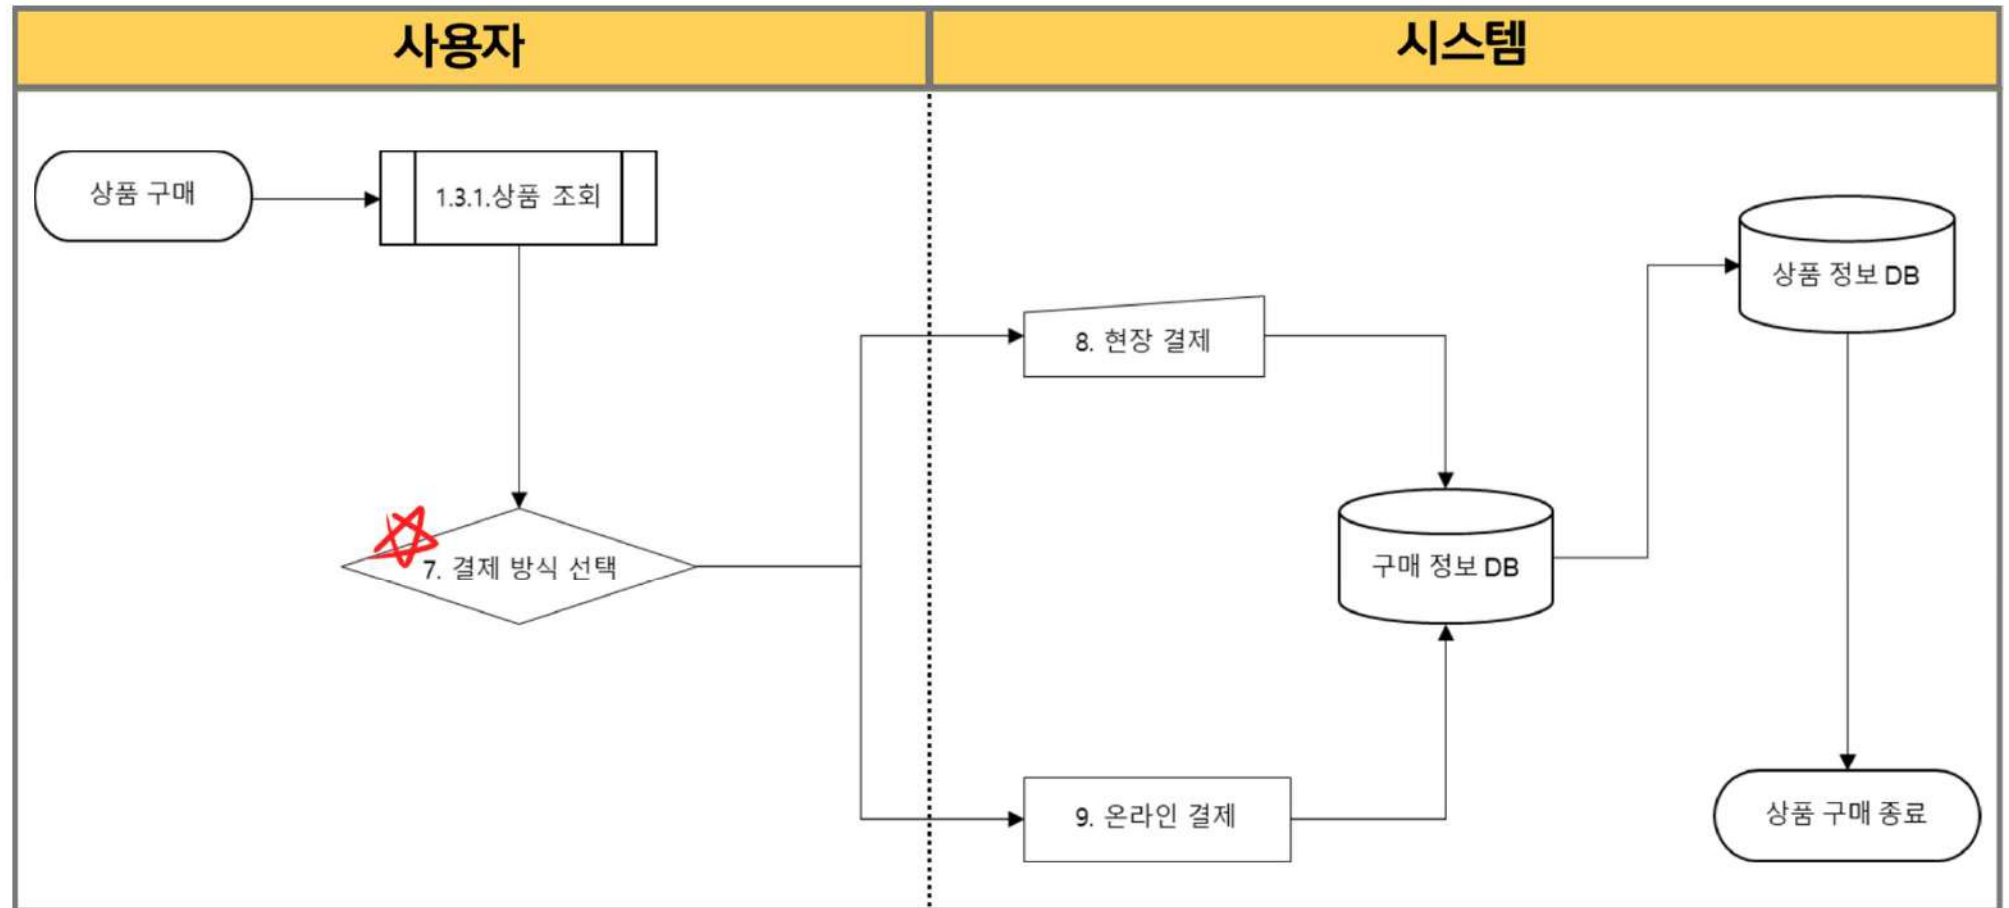 사용자
시스템
상품 구매
1.3.1.상품 조회
상품 정보 DB
8. 현장 결제
7. 결제 방식 선택
구매 정보 DB
9. 온라인 결제
상품 구매 종료